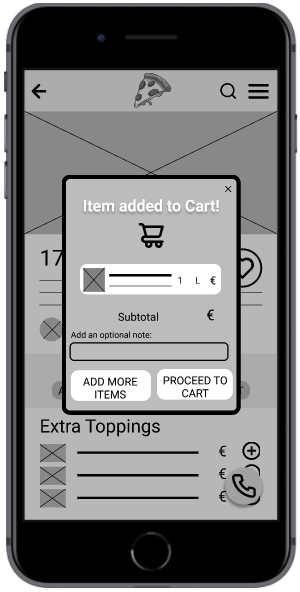 Item added to Cart!
1 L €
17
Subtotal €
Add an optional note:
ADD MORE
ITEMS
PROCEED TO
CART
Extra Toppings
€
€
€